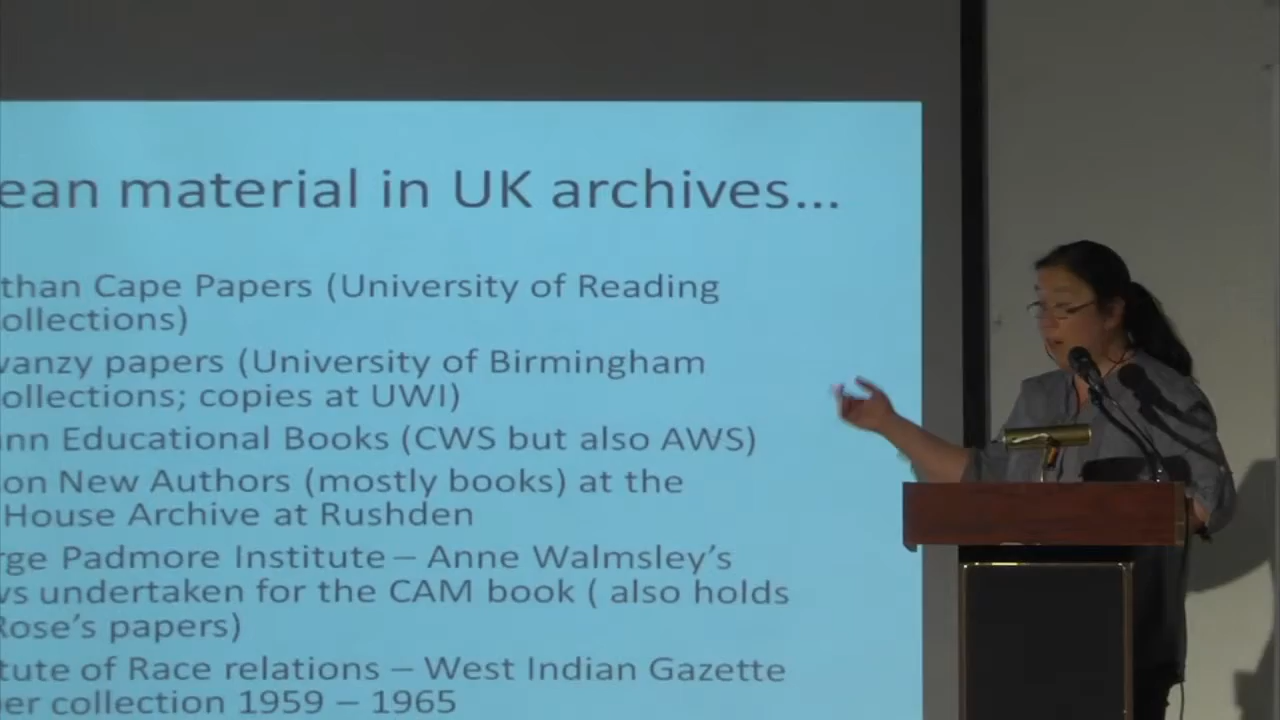 ean material in UK archives...
than Cape Papers (University of Reading
ollections)
vanzy papers (University of Birmingham
ollections; copies at UWI)
nn Educational Books (CWS but also AWS)
on New Authors (mostly books) at the
House Archive at Rushden
rge Padmore Institute – Anne Walmsley's
ws undertaken for the CAM book ( also holds
Rose's papers)
tute of Race relations – West Indian Gazette
er collection 1959 – 1965